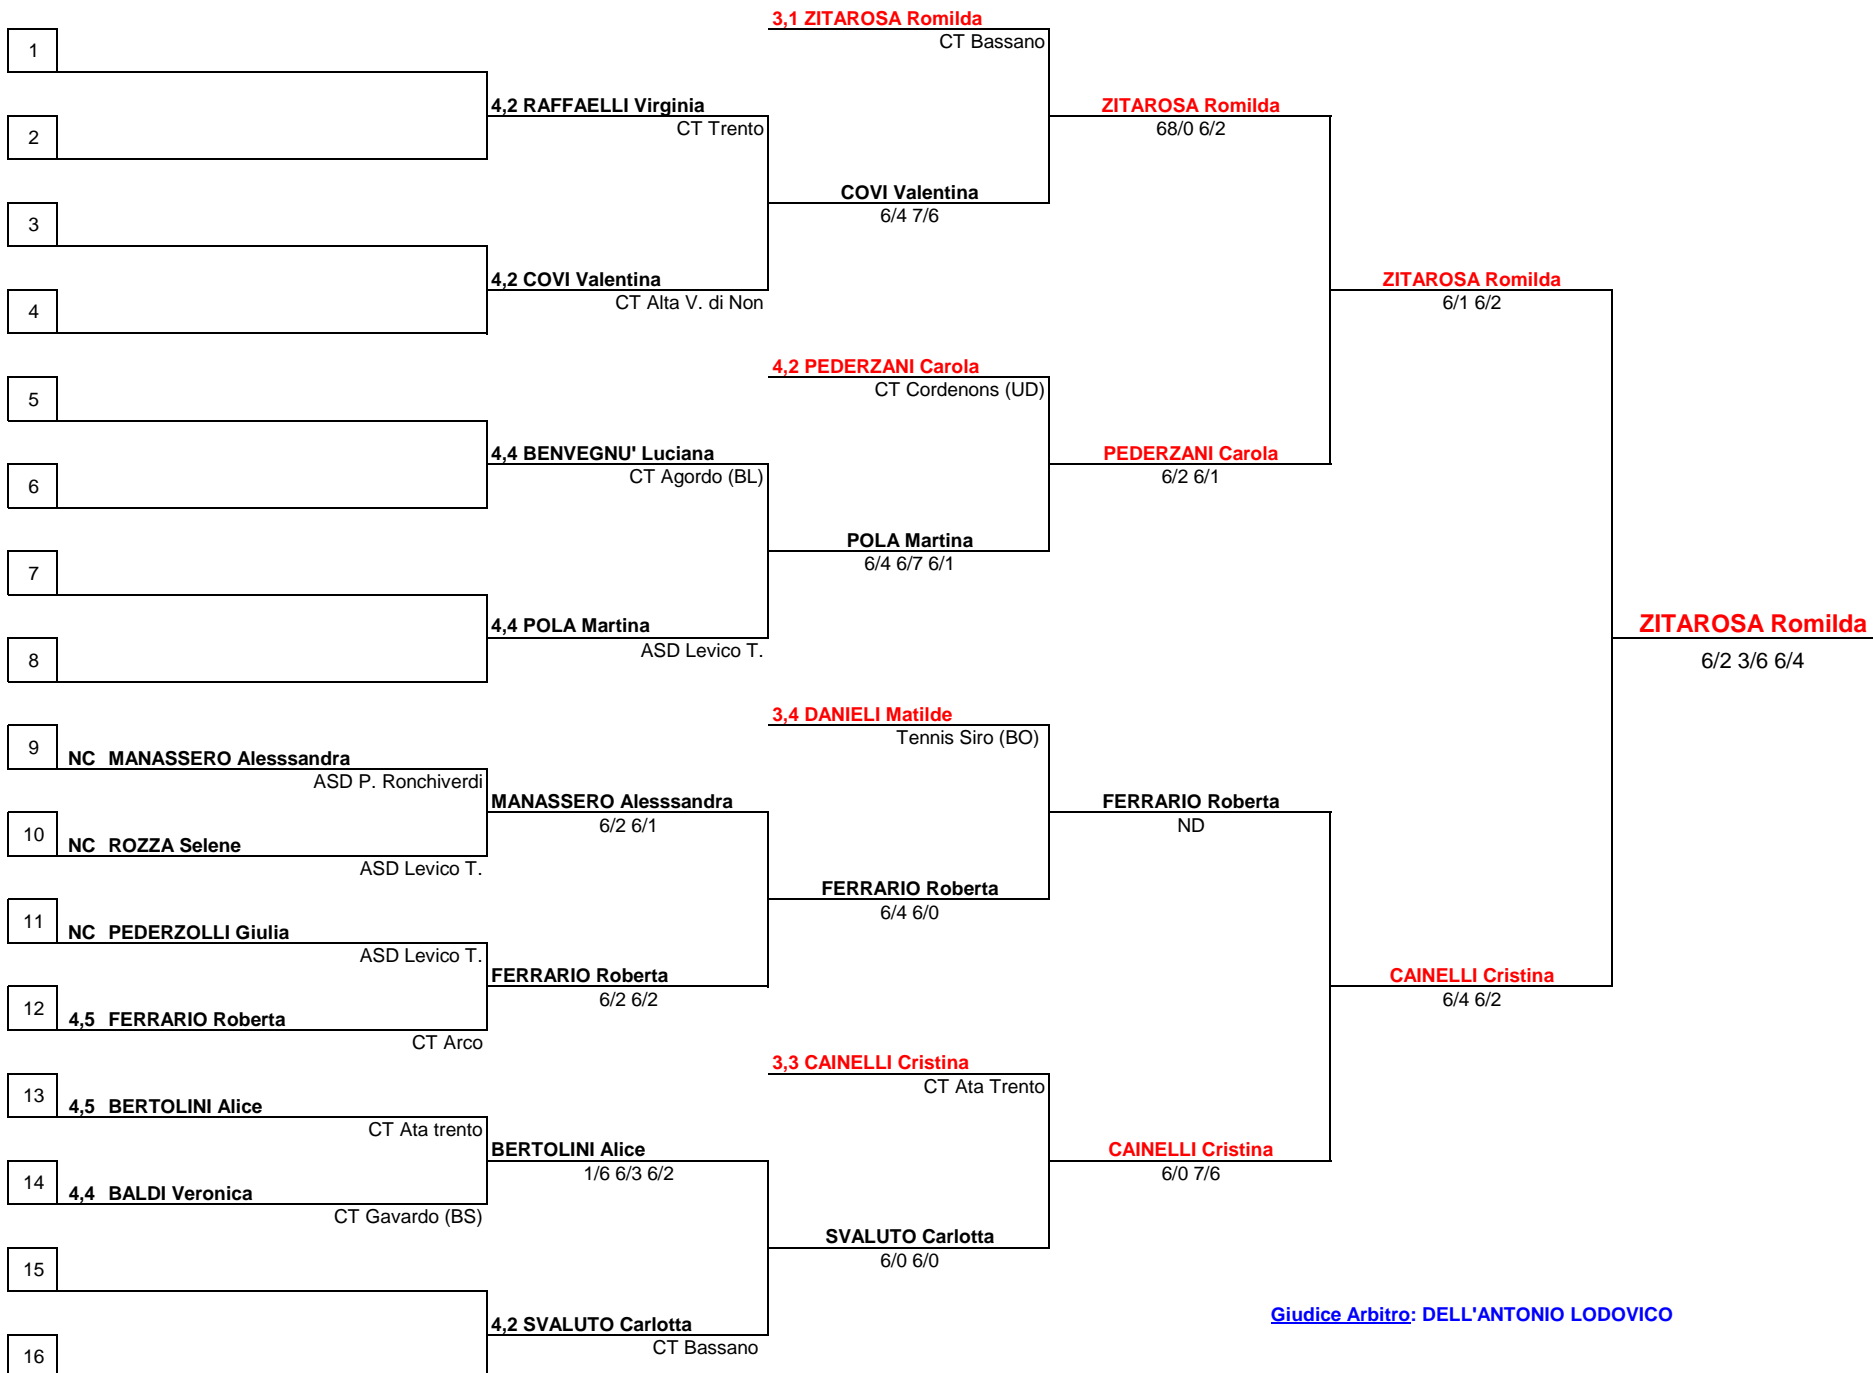 3,1 ZITAROSA Romilda
CT Bassano
1
4,2 RAFFAELLI Virginia
ZITAROSA Romilda
CT Trento
68/0 6/2
2
COVI Valentina
6/4 7/6
3
4,2 COVI Valentina
ZITAROSA Romilda
CT Alta V. di Non
6/1 6/2
4
4,2 PEDERZANI Carola
CT Cordenons (UD)
5
4,4 BENVEGNU' Luciana
PEDERZANI Carola
CT Agordo (BL)
6/2 6/1
6
POLA Martina
6/4 6/7 6/1
7
4,4 POLA Martina
ZITAROSA Romilda
ASD Levico T.
6/2 3/6 6/4
8
3,4 DANIELI Matilde
Tennis Siro (BO)
9
NC MANASSERO Alesssandra
ASD P. Ronchiverdi
MANASSERO Alesssandra
FERRARIO Roberta
6/2 6/1
ND
10
NC ROZZA Selene
ASD Levico T.
FERRARIO Roberta
6/4 6/0
11
NC PEDERZOLLI Giulia
ASD Levico T.
FERRARIO Roberta
CAINELLI Cristina
6/2 6/2
6/4 6/2
12
4,5 FERRARIO Roberta
CT Arco
3,3 CAINELLI Cristina
CT Ata Trento
13
4,5 BERTOLINI Alice
CT Ata trento
BERTOLINI Alice
CAINELLI Cristina
1/6 6/3 6/2
6/0 7/6
14
4,4 BALDI Veronica
CT Gavardo (BS)
SVALUTO Carlotta
6/0 6/0
15
4,2 SVALUTO Carlotta
Giudice Arbitro: DELL'ANTONIO LODOVICO
CT Bassano
16